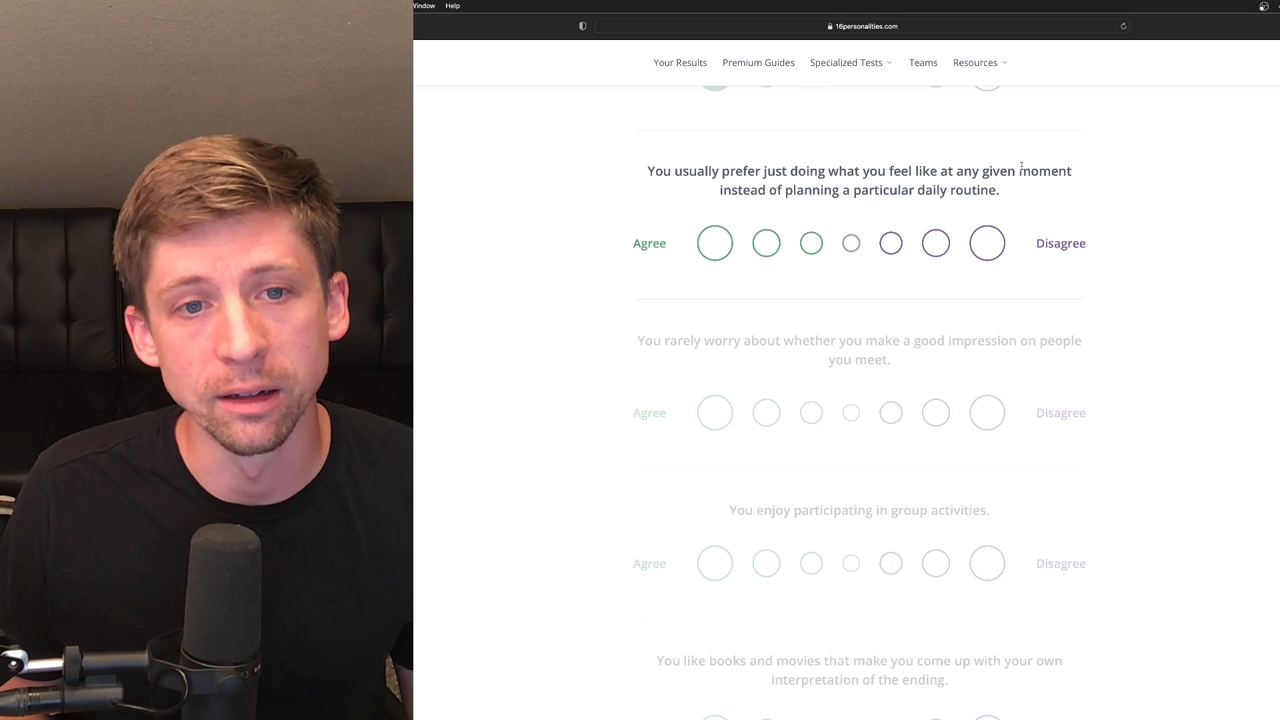 Window Help
16personalities.com
Your Results Premium Guides Specialized Tests Teams Resources
You usually prefer just doing what you feel like at any given moment
instead of planning a particular daily routine.
Agree Disagree
You rarely worry about whether you make a good impression on people
you meet.
Agree Disagree
You enjoy participating in group activities.
Agree Disagree
You like books and movies that make you come up with your own
interpretation of the ending.